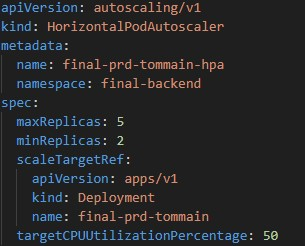 apiVersion: autoscaling/v1
kind: HorizontalPodAutoscaler
metadata:
  name: final-prd-tommain-hpa
  namespace: final-backend
spec:
  maxReplicas: 5
  minReplicas: 2
  scaleTargetRef:
    apiVersion: apps/v1
    kind: Deployment
    name: final-prd-tommain
  targetCPUUtilizationPercentage: 50